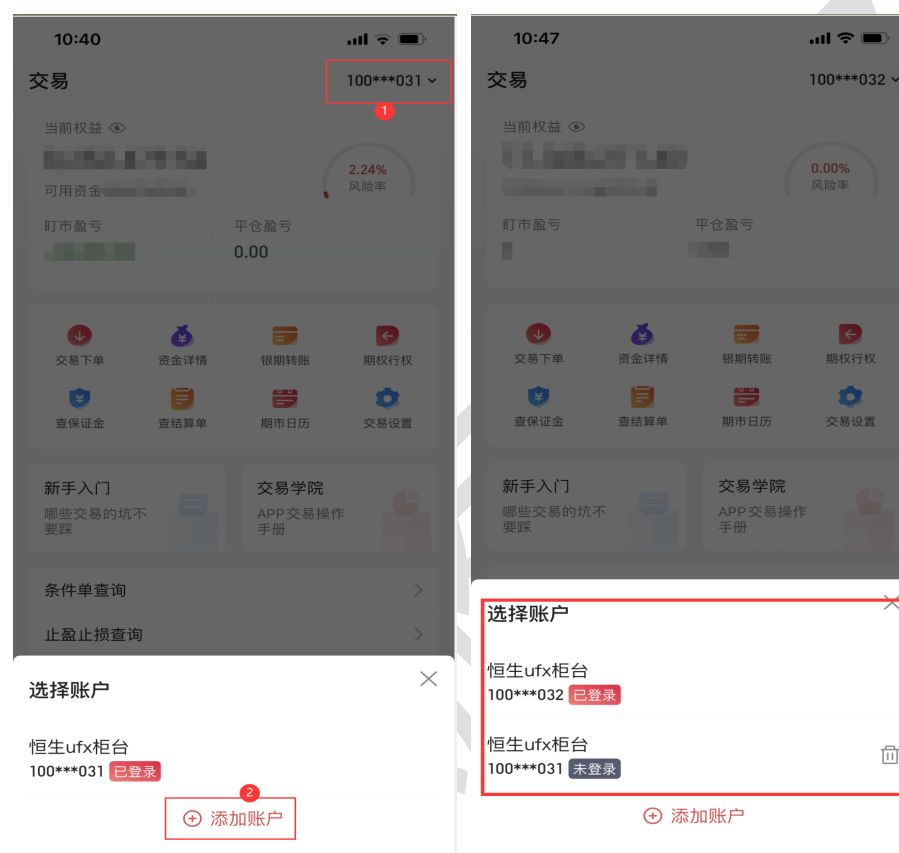 10:40
交易
100***031
1
当前权益
可用资金
2.24%
风险率
盯市盈亏
平仓盈亏
0.00
交易下单
资金详情
银期转账
期权行权
查保证金
查结算单
期市日历
交易设置
新手入门
哪些交易的坑不
要踩
交易学院
APP交易操作
手册
条件单查询
止盈止损查询
选择账户
恒生ufx柜台
100***031 已登录
2
添加账户
10:47
交易
100***032
当前权益
0.00%
风险率
盯市盈亏
平仓盈亏
交易下单
资金详情
银期转账
期权行权
查保证金
查结算单
期市日历
交易设置
新手入门
哪些交易的坑不
要踩
交易学院
APP交易操作
手册
选择账户
恒生ufx柜台
100***032 已登录
恒生ufx柜台
100***031 未登录
添加账户